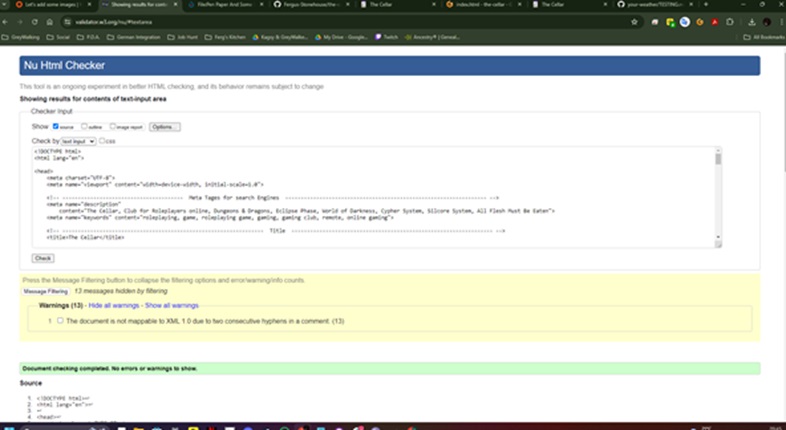 Let's add some images |
Showing results for cont
FilePen Paper And Some
Fergus-Stonehouse/the-
The Cellar
index.html - the-cellar
The Cellar
your-weather/TESTING.
validator.w3.org/nu/#textarea
GreyWalking Social P.D.A. German Integration Job Hunt Ferg's Kitchen My Drive - Google... Twitch Ancestry® | Geneal... All Bookmarks
Nu Html Checker
This tool is an ongoing experiment in better HTML checking, and its behavior remains subject to change
Showing results for contents of text-input area
Checker Input
Show source outline image report Options...
Check by text input css
<!DOCTYPE html>
<html lang="en">
<head>
<meta charset="UTF-8">
<meta name="viewport" content="width=device-width, initial-scale=1.0">
<!-- ---------------------------------- Meta Tages for search Engines ---------------------------------- -->
<meta name="description"
content="The Cellar, Club for Roleplayers online, Dungeons & Dragons, Eclipse Phase, World of Darkness, Cypher System, Silcore System, All Flesh Must Be Eaten">
<meta name="keywords" content="roleplaying, game, roleplaying game, gaming, gaming club, remote, online gaming">
<!-- ---------------------------------- Title ---------------------------------- -->
<title>The Cellar</title>
Check
Press the Message Filtering button to collapse the filtering options and error/warning/info counts.
Message Filtering 13 messages hidden by filtering
Warnings (13) · Hide all warnings · Show all warnings
1 The document is not mappable to XML 1.0 due to two consecutive hyphens in a comment. (13)
Document checking completed. No errors or warnings to show.
Source
1. <!DOCTYPE html>↩
2. <html lang="en">↩
3. ↩
4. <head>↩